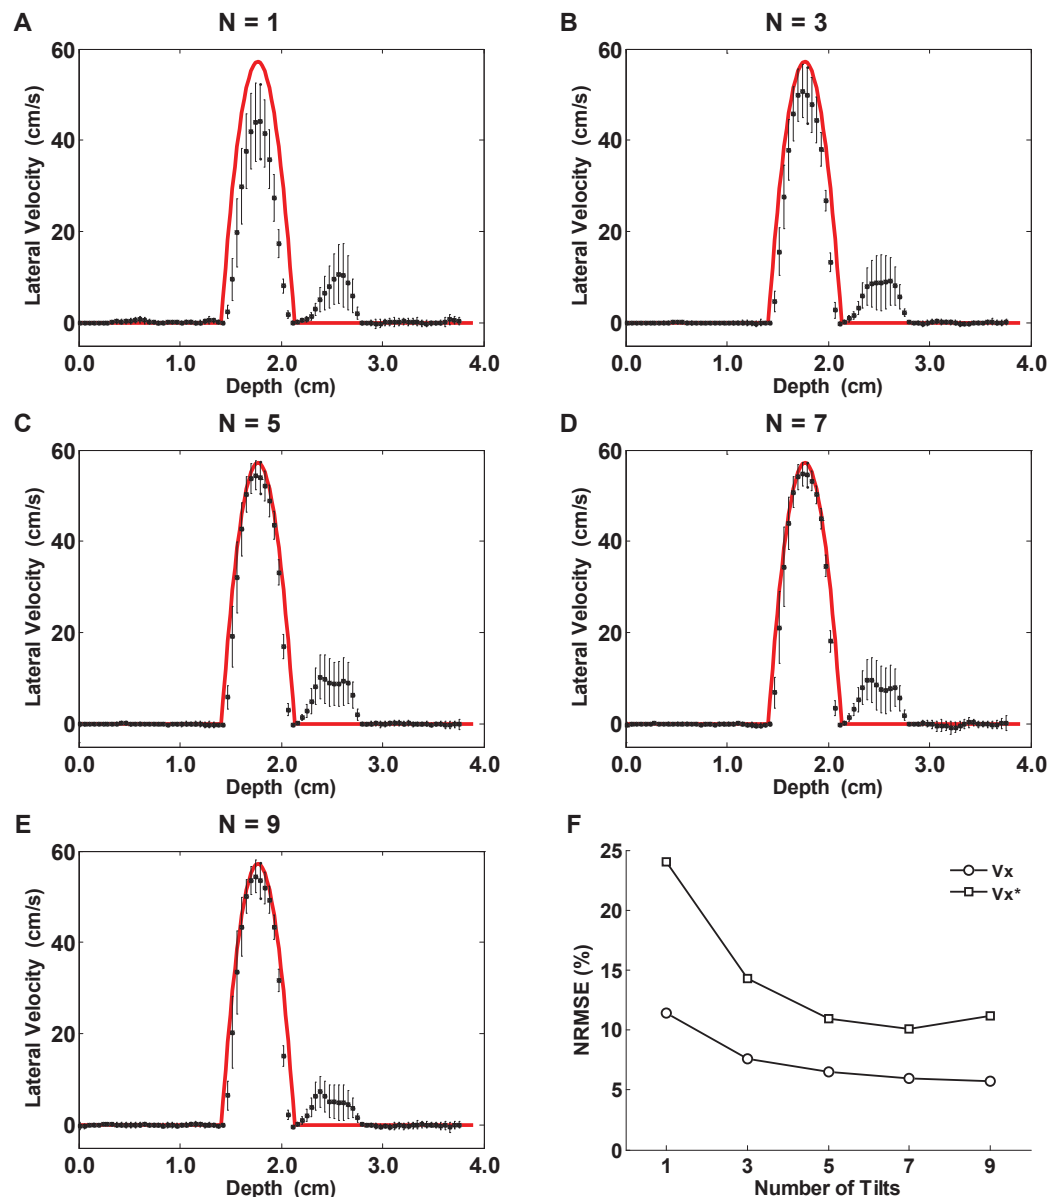 A N = 1
60
40
20
0
Lateral Velocity (cm/s)
0.0 1.0 2.0 3.0 4.0
Depth (cm)
B N = 3
60
40
20
0
Lateral Velocity (cm/s)
0.0 1.0 2.0 3.0 4.0
Depth (cm)
C N = 5
60
40
20
0
Lateral Velocity (cm/s)
0.0 1.0 2.0 3.0 4.0
Depth (cm)
D N = 7
60
40
20
0
Lateral Velocity (cm/s)
0.0 1.0 2.0 3.0 4.0
Depth (cm)
E N = 9
60
40
20
0
Lateral Velocity (cm/s)
0.0 1.0 2.0 3.0 4.0
Depth (cm)
F
25
20
15
10
5
0
NRMSE (%)
Vx
Vx*
1 3 5 7 9
Number of Tilts